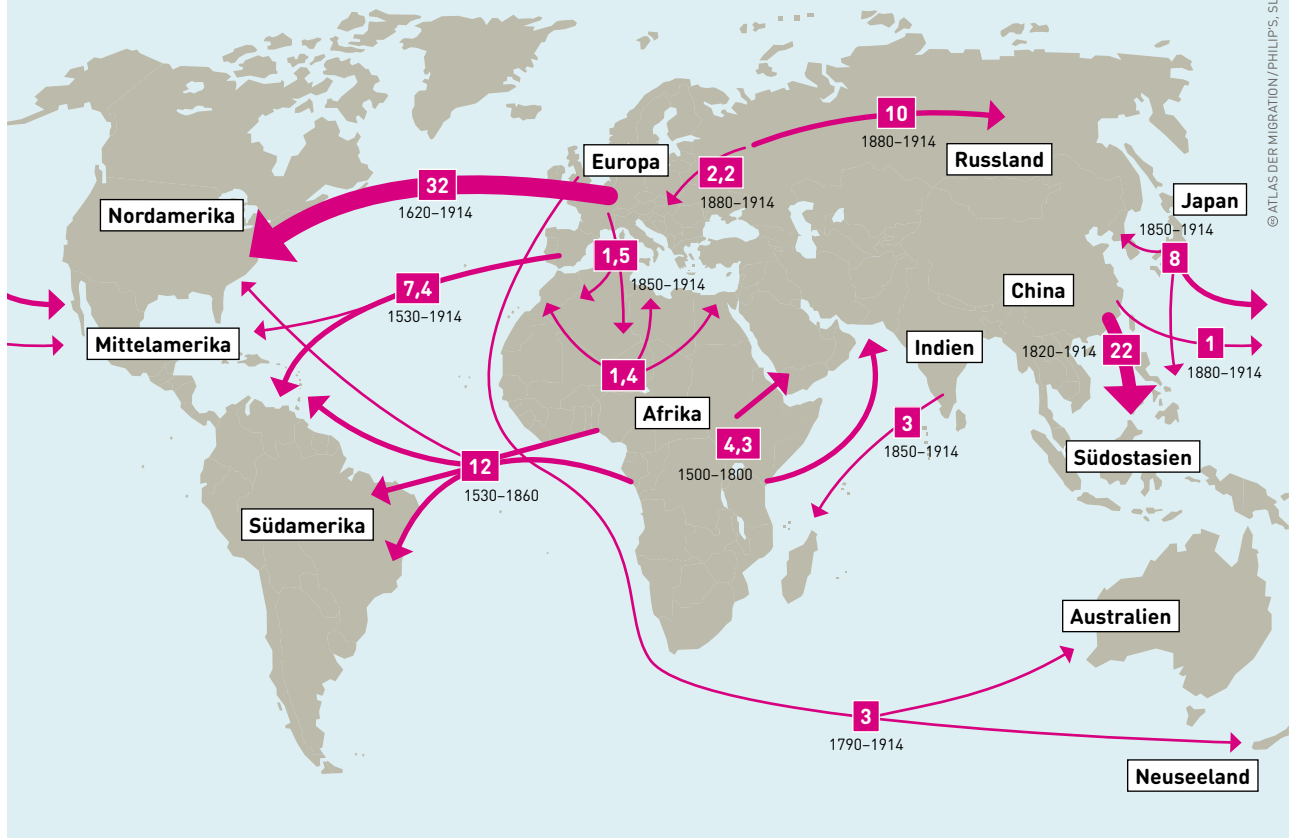 © ATLAS DER MIGRATION / PHILIP'S,
10
1880–1914
Europa
Russland
2,2
1880–1914
32
1620–1914
Nordamerika
Japan
1850–1914
8
1,5
1850–1914
7,4
1530–1914
China
Mittelamerika
Indien
1820–1914
22
1
1880–1914
1,4
Afrika
3
1850–1914
4,3
1500–1800
Südostasien
12
1530–1860
Südamerika
Australien
3
1790–1914
Neuseeland